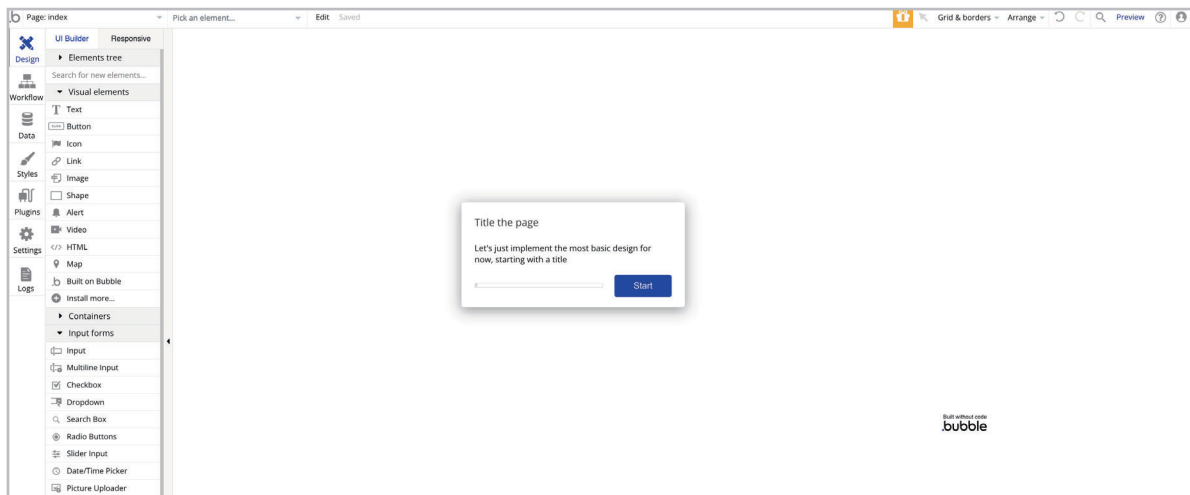 Page: index
Pick an element...
Edit Saved
Grid & borders
Arrange
Preview
Design
Workflow
Data
Styles
Plugins
Settings
Logs
UI Builder Responsive
Elements tree
Search for new elements...
Visual elements
Text
Button
Icon
Link
Image
Shape
Alert
Video
HTML
Map
Built on Bubble
Install more...
Containers
Input forms
Input
Multiline Input
Checkbox
Dropdown
Search Box
Radio Buttons
Slider Input
Date/Time Picker
Picture Uploader
Title the page
Let's just implement the most basic design for
now, starting with a title
Start
Built without code
.bubble